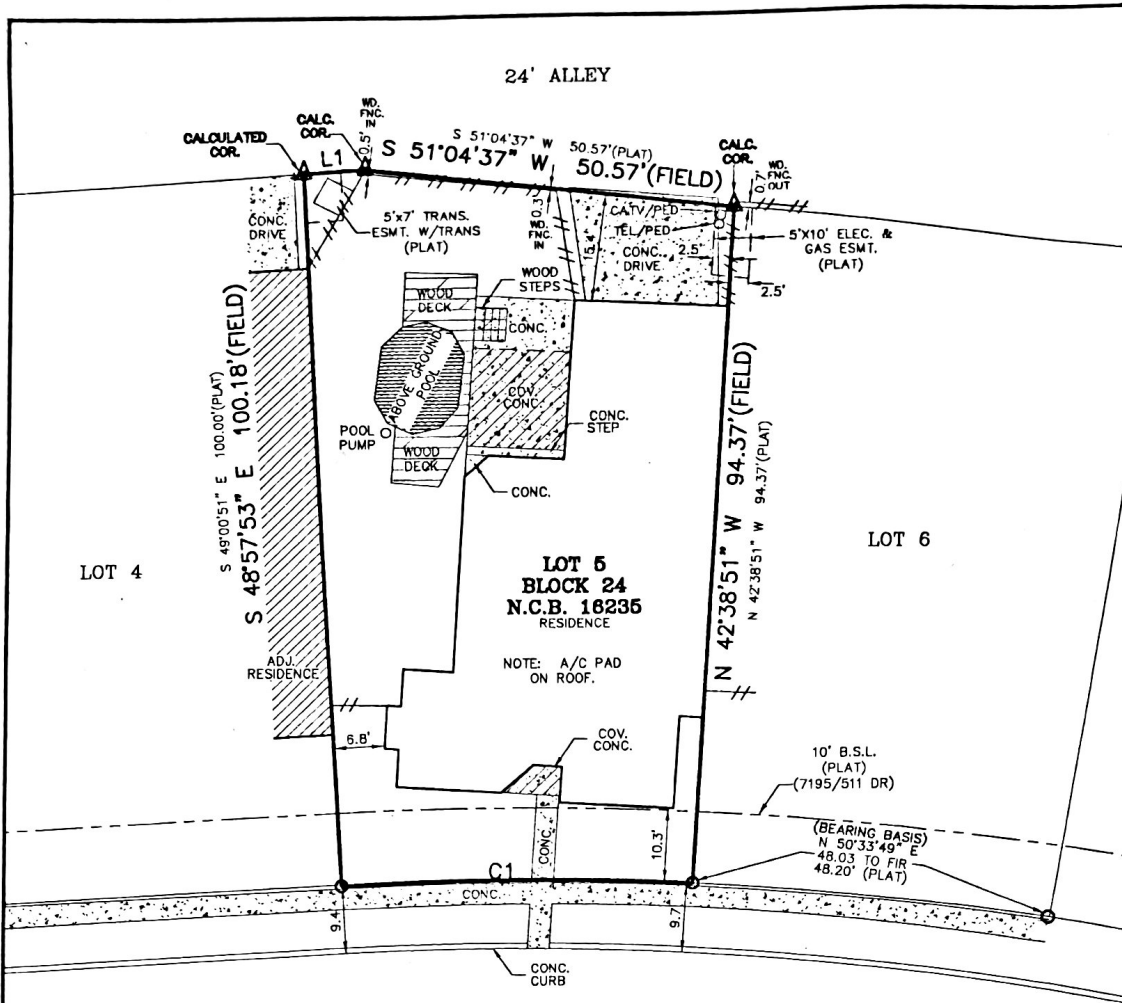 24' ALLEY
WD.
FNC.
IN
0.5'
CALCULATED
COR.
CALC.
COR.
L1
S 51°04'37" W 50.57'(PLAT)
S 51°04'37" W 50.57'(FIELD)
CALC.
COR.
0.7'
WD.
FNC.
OUT
CONC.
DRIVE
5'x7' TRANS.
ESMT. W/TRANS
(PLAT)
0.3'
WD.
FNC.
IN
15.4'
CATV/PED
TEL/PED
CONC.
DRIVE
2.5'
5'X10' ELEC. &
GAS ESMT.
(PLAT)
2.5'
WOOD
STEPS
WOOD
DECK
CONC.
ABOVE GROUND
POOL
COV.
CONC.
CONC.
STEP
POOL
PUMP
WOOD
DECK
CONC.
S 49°00'51" E 100.00'(PLAT)
S 48°57'53" E 100.18'(FIELD)
N 42°38'51" W 94.37'(FIELD)
N 42°38'51" W 94.37'(PLAT)
LOT 4
LOT 5
BLOCK 24
N.C.B. 16235
RESIDENCE
LOT 6
NOTE: A/C PAD
ON ROOF.
ADJ.
RESIDENCE
6.8'
COV.
CONC.
10' B.S.L.
(PLAT)
(7195/511 DR)
CONC.
10.3'
(BEARING BASIS)
N 50°33'49" E
48.03 TO FIR
48.20' (PLAT)
C1
CONC.
9.4'
9.7'
CONC.
CURB